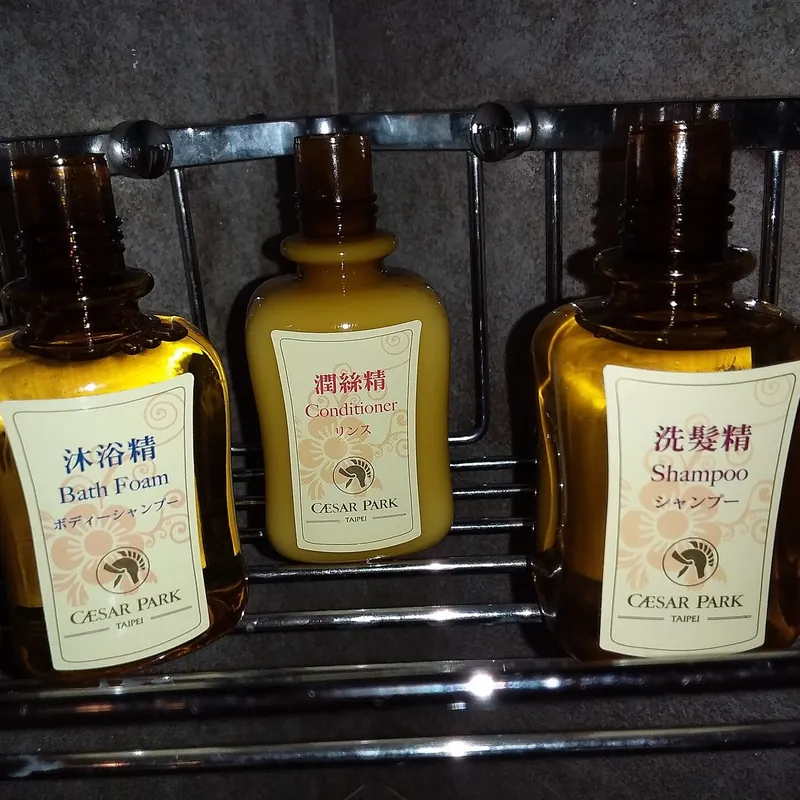 沐浴精
Bath Foam
ボディーシャンプー
CÆSAR PARK
TAIPEI
潤絲精
Conditioner
リンス
CÆSAR PARK
TAIPEI
洗髮精
Shampoo
シャンプー
CÆSAR PARK
TAIPEI